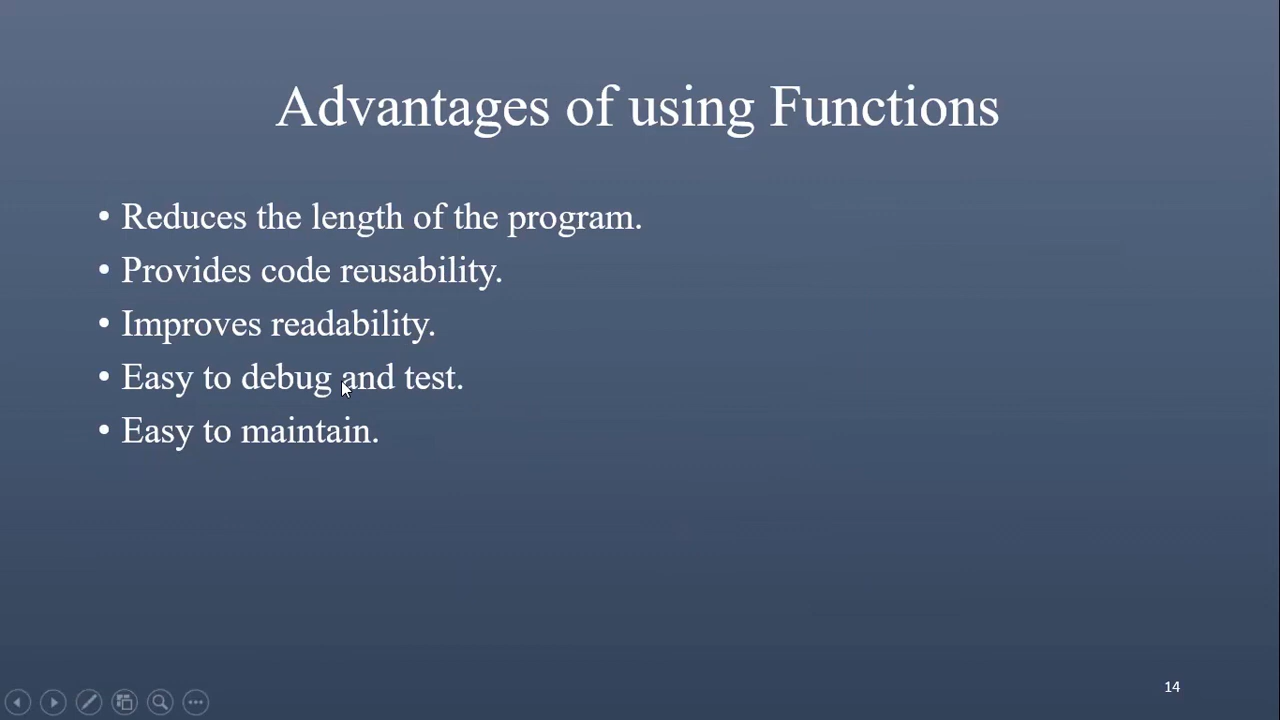 Advantages of using Functions
• Reduces the length of the program.
• Provides code reusability.
• Improves readability.
• Easy to debug and test.
• Easy to maintain.
14